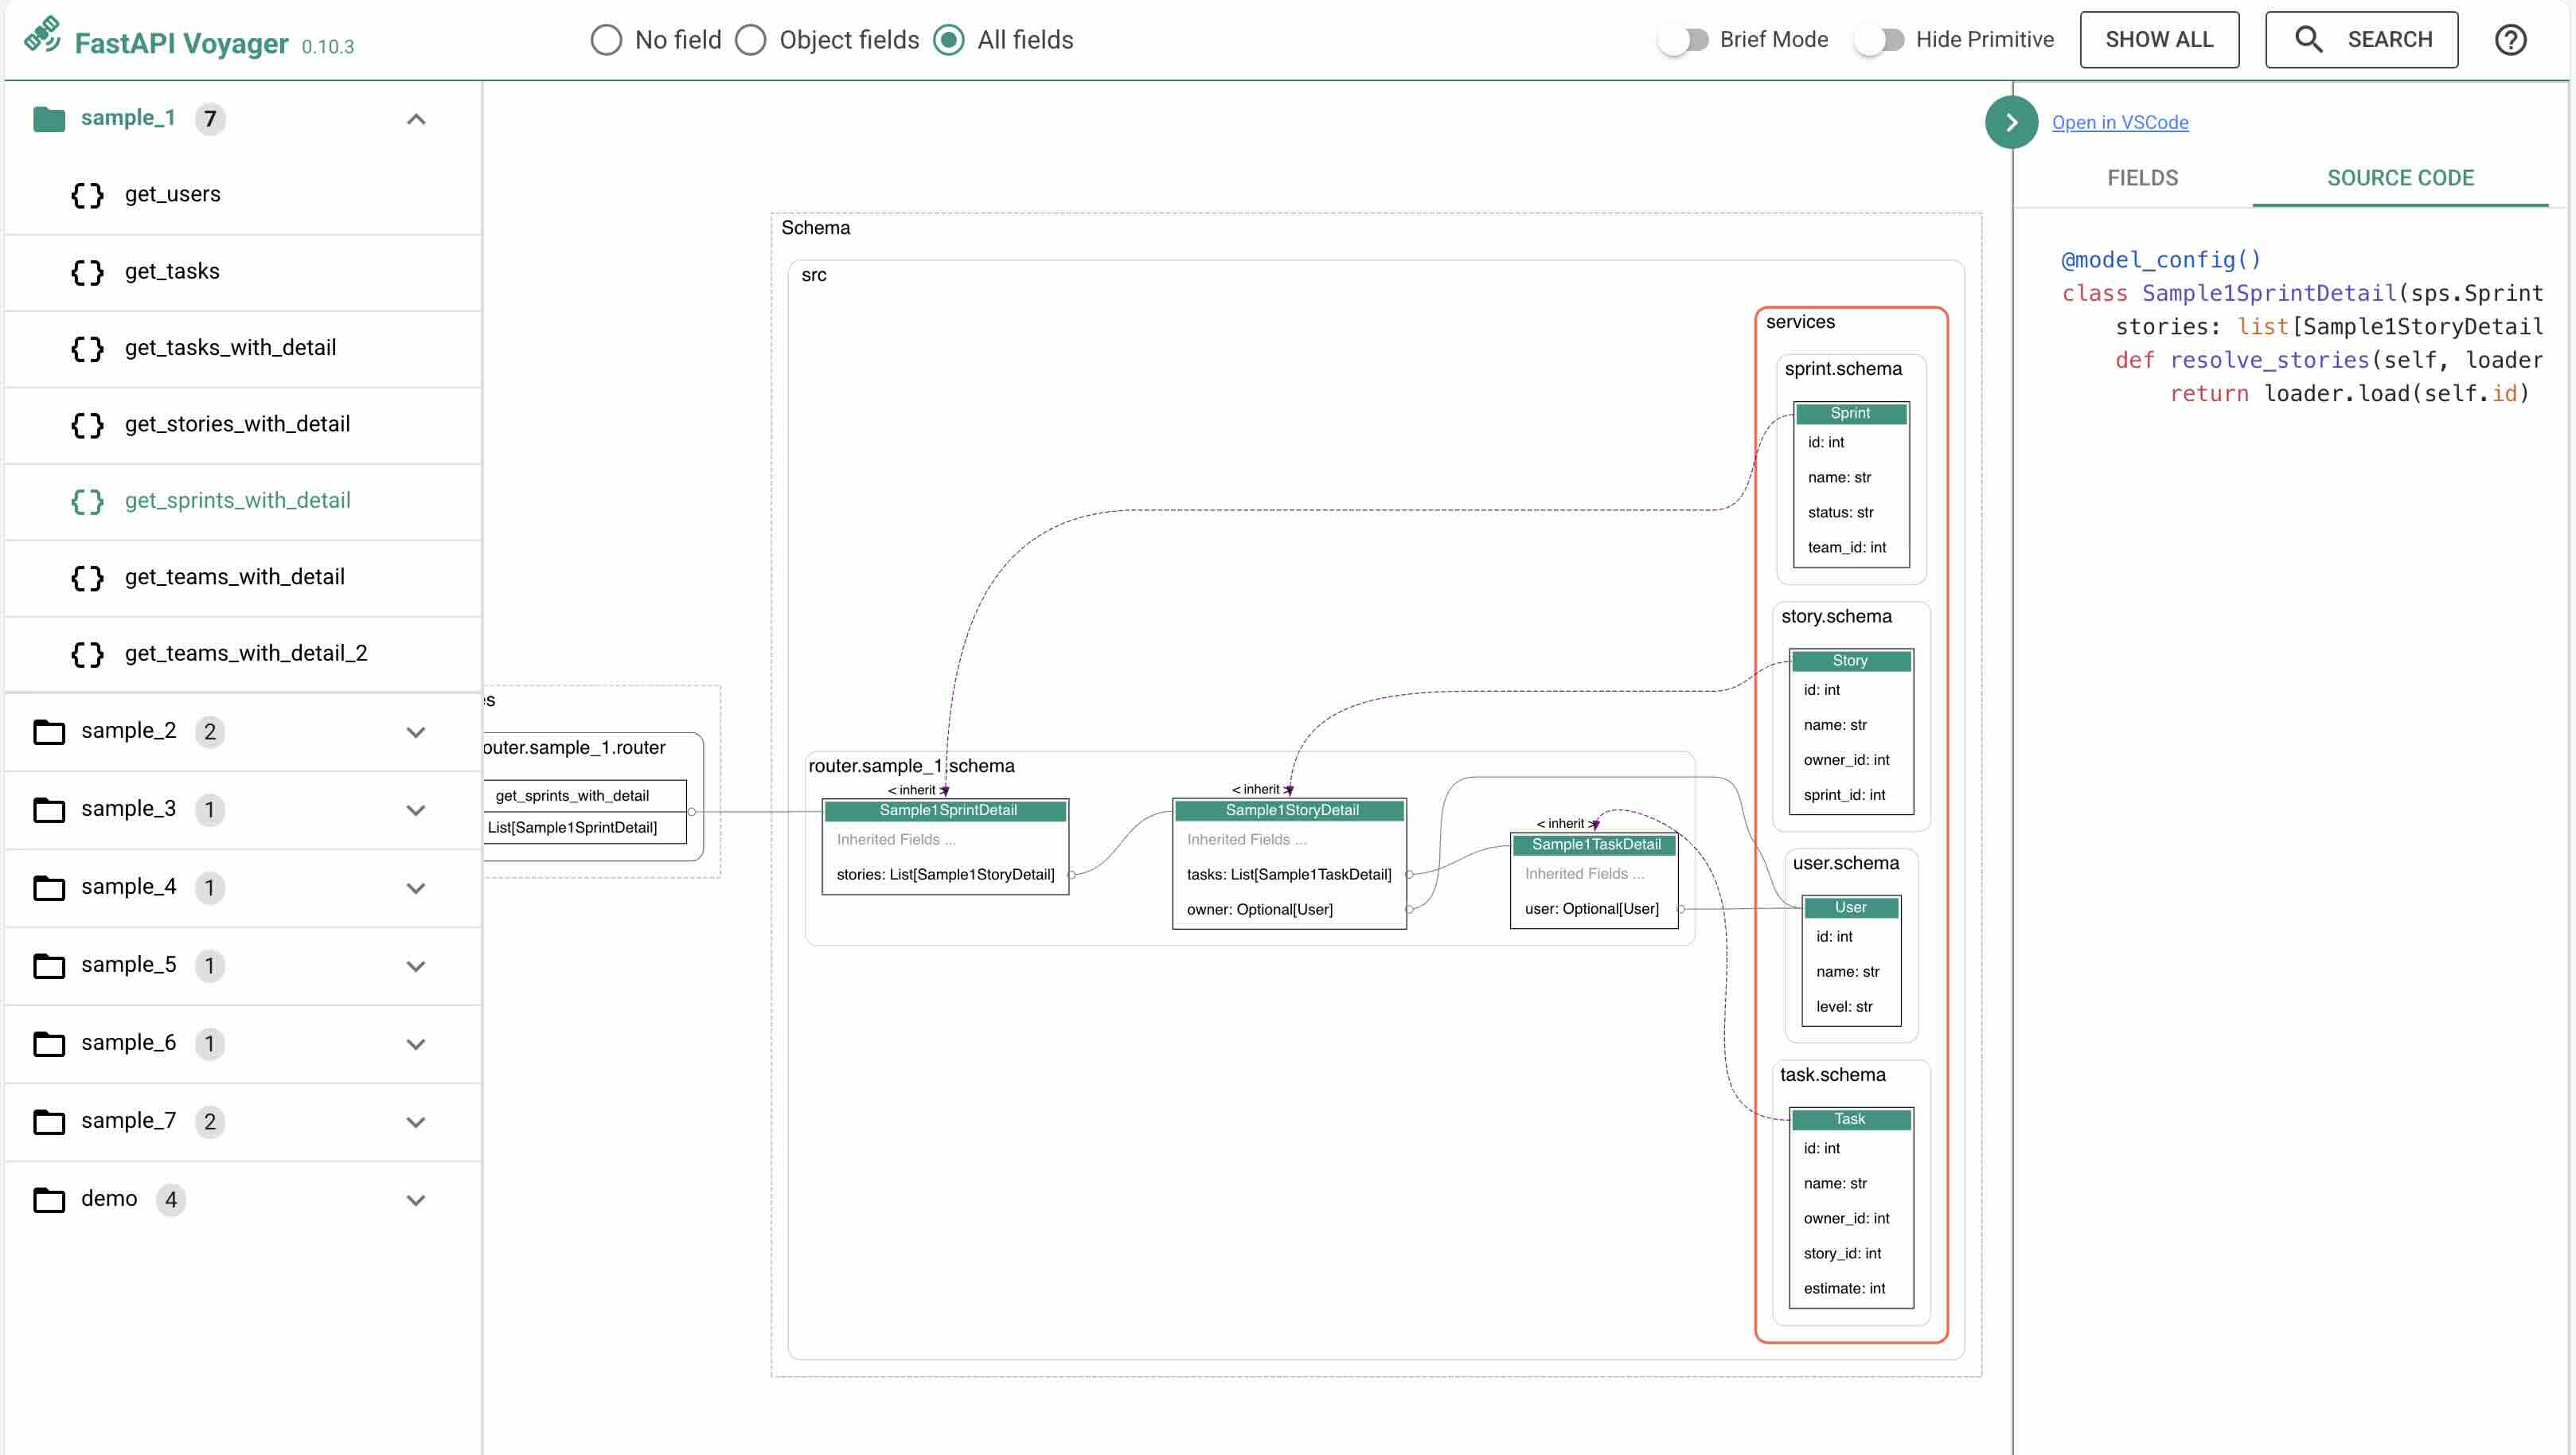 FastAPI Voyager 0.10.3
No field
Object fields
All fields
Brief Mode
Hide Primitive
SHOW ALL
SEARCH
sample_1 7
get_users
get_tasks
get_tasks_with_detail
get_stories_with_detail
get_sprints_with_detail
get_teams_with_detail
get_teams_with_detail_2
sample_2 2
sample_3 1
sample_4 1
sample_5 1
sample_6 1
sample_7 2
demo 4
es
outer.sample_1.router
get_sprints_with_detail
List[Sample1SprintDetail]
Schema
src
router.sample_1.schema
< inherit >
Sample1SprintDetail
Inherited Fields ...
stories: List[Sample1StoryDetail]
< inherit >
Sample1StoryDetail
Inherited Fields ...
tasks: List[Sample1TaskDetail]
owner: Optional[User]
< inherit >
Sample1TaskDetail
Inherited Fields ...
user: Optional[User]
services
sprint.schema
Sprint
id: int
name: str
status: str
team_id: int
story.schema
Story
id: int
name: str
owner_id: int
sprint_id: int
user.schema
User
id: int
name: str
level: str
task.schema
Task
id: int
name: str
owner_id: int
story_id: int
estimate: int
Open in VSCode
FIELDS
SOURCE CODE
@model_config()
class Sample1SprintDetail(sps.Sprint
stories: list[Sample1StoryDetail
def resolve_stories(self, loader
return loader.load(self.id)